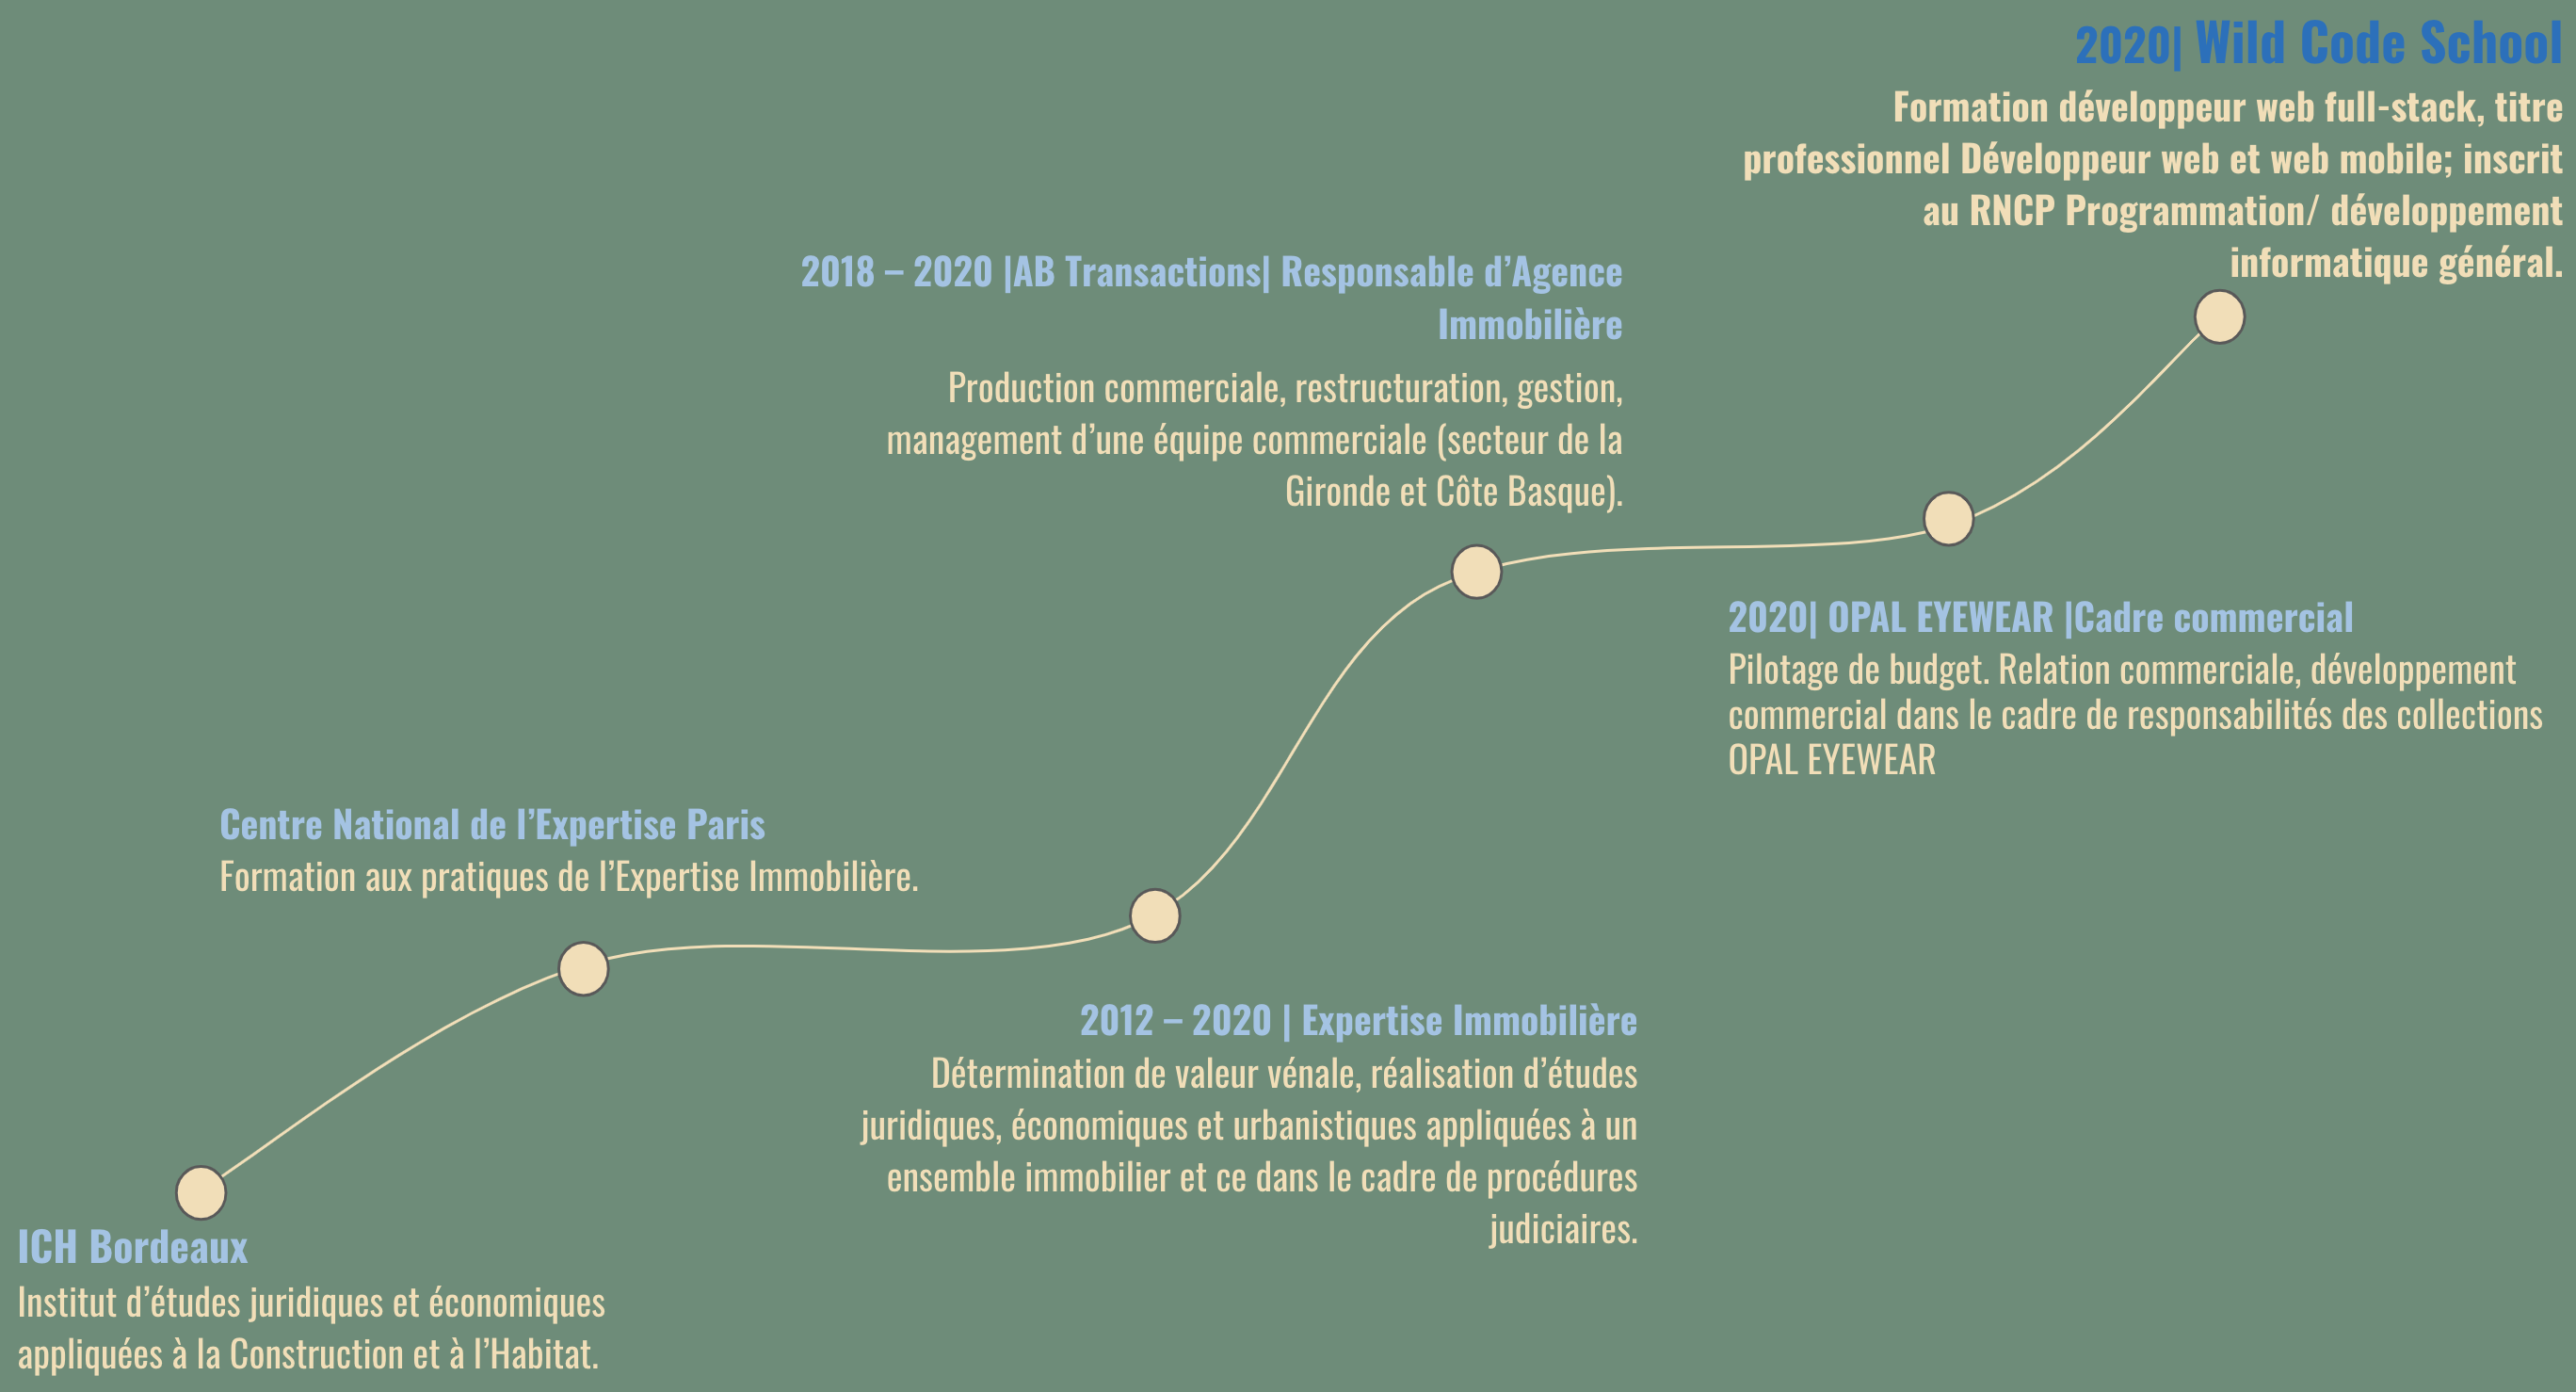 2020| Wild Code School
Formation développeur web full-stack, titre
professionnel Développeur web et web mobile; inscrit
au RNCP Programmation/ développement
informatique général.
2018 – 2020 |AB Transactions| Responsable d’Agence
Immobilière
Production commerciale, restructuration, gestion,
management d’une équipe commerciale (secteur de la
Gironde et Côte Basque).
2020| OPAL EYEWEAR |Cadre commercial
Pilotage de budget. Relation commerciale, développement
commercial dans le cadre de responsabilités des collections
OPAL EYEWEAR
Centre National de l’Expertise Paris
Formation aux pratiques de l’Expertise Immobilière.
2012 – 2020 | Expertise Immobilière
Détermination de valeur vénale, réalisation d’études
juridiques, économiques et urbanistiques appliquées à un
ensemble immobilier et ce dans le cadre de procédures
judiciaires.
ICH Bordeaux
Institut d’études juridiques et économiques
appliquées à la Construction et à l’Habitat.